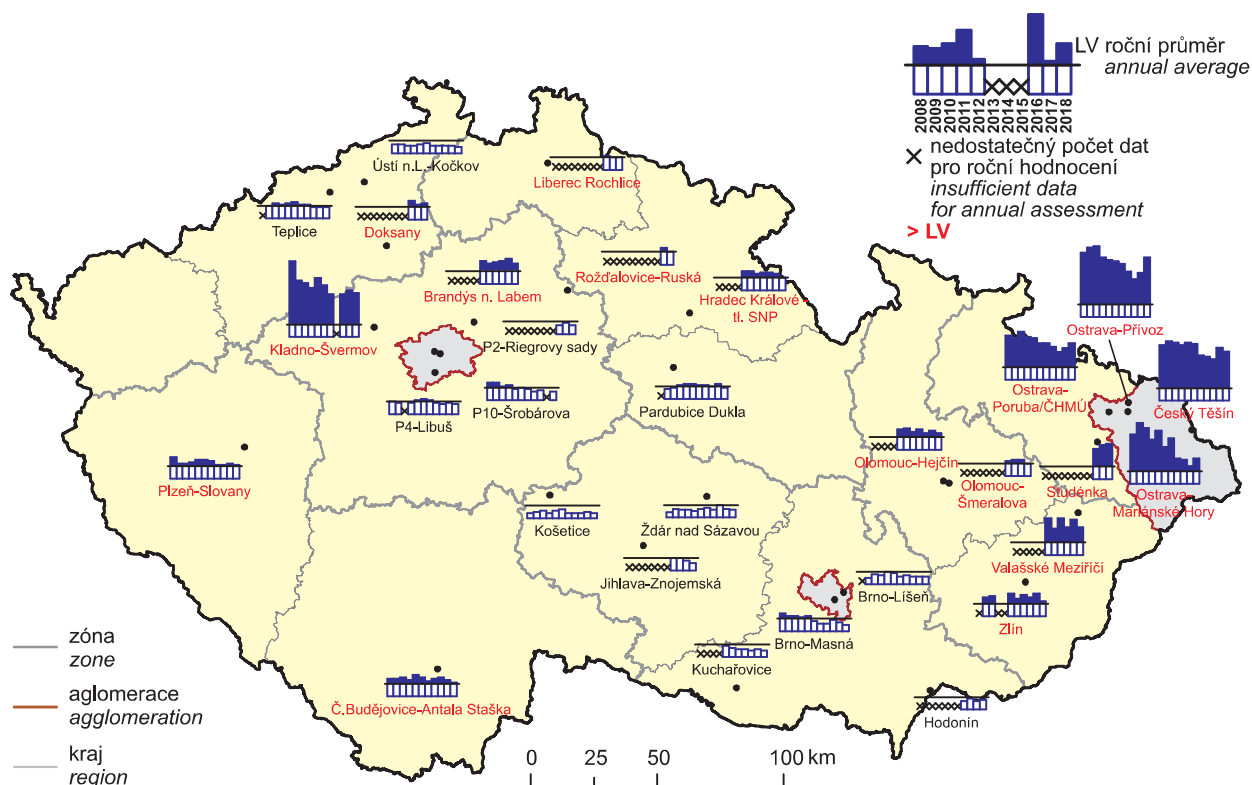 LV roční průměr
annual average
2008
2009
2010
2011
2012
2013
2014
2015
2016
2017
2018
nedostatečný počet dat
pro roční hodnocení
insufficient data
for annual assessment
> LV
Ústí n.L.-Kočkov
Liberec Rochlice
Teplice
Doksany
Brandýs n. Labem
Rožďalovice-Ruská
Hradec Králové -
tř. SNP
Kladno-Švermov
P2-Riegrovy sady
Ostrava-Přívoz
Ostrava-
Poruba/ČHMÚ
Český Těšín
P4-Libuš
P10-Šrobárova
Pardubice Dukla
Plzeň-Slovany
Olomouc-Hejčín
Olomouc-
Šmeralova
Studénka
Ostrava-
Mariánské Hory
Košetice
Ždár nad Sázavou
Jihlava-Znojemská
Valašské Meziříčí
Brno-Líšeň
Zlín
Brno-Masná
Kuchařovice
Č.Budějovice-Antala Staška
Hodonín
zóna
zone
aglomerace
agglomeration
kraj
region
0 25 50 100 km